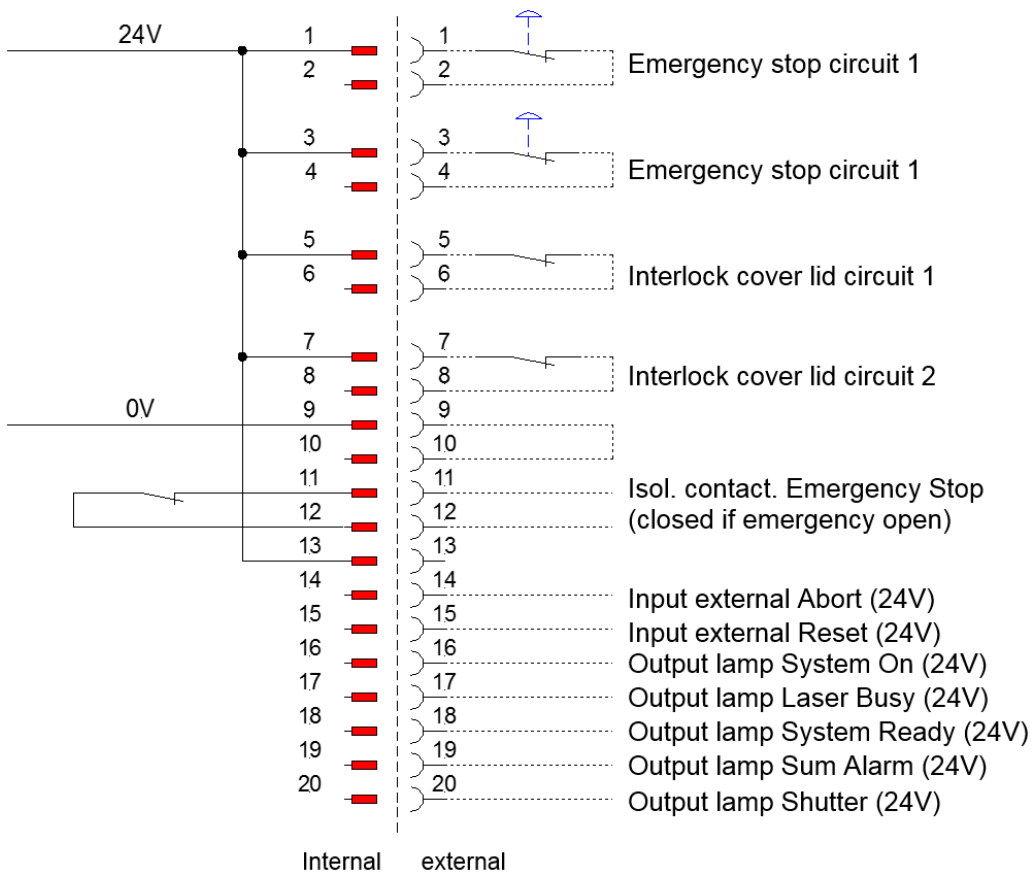 24V 1 1
2 2 Emergency stop circuit 1
3 3
4 4 Emergency stop circuit 1
5 5
6 6 Interlock cover lid circuit 1
7 7
8 8 Interlock cover lid circuit 2
0V 9 9
10 10
11 11 Isol. contact. Emergency Stop
12 12 (closed if emergency open)
13 13
14 14 Input external Abort (24V)
15 15 Input external Reset (24V)
16 16 Output lamp System On (24V)
17 17 Output lamp Laser Busy (24V)
18 18 Output lamp System Ready (24V)
19 19 Output lamp Sum Alarm (24V)
20 20 Output lamp Shutter (24V)
Internal external